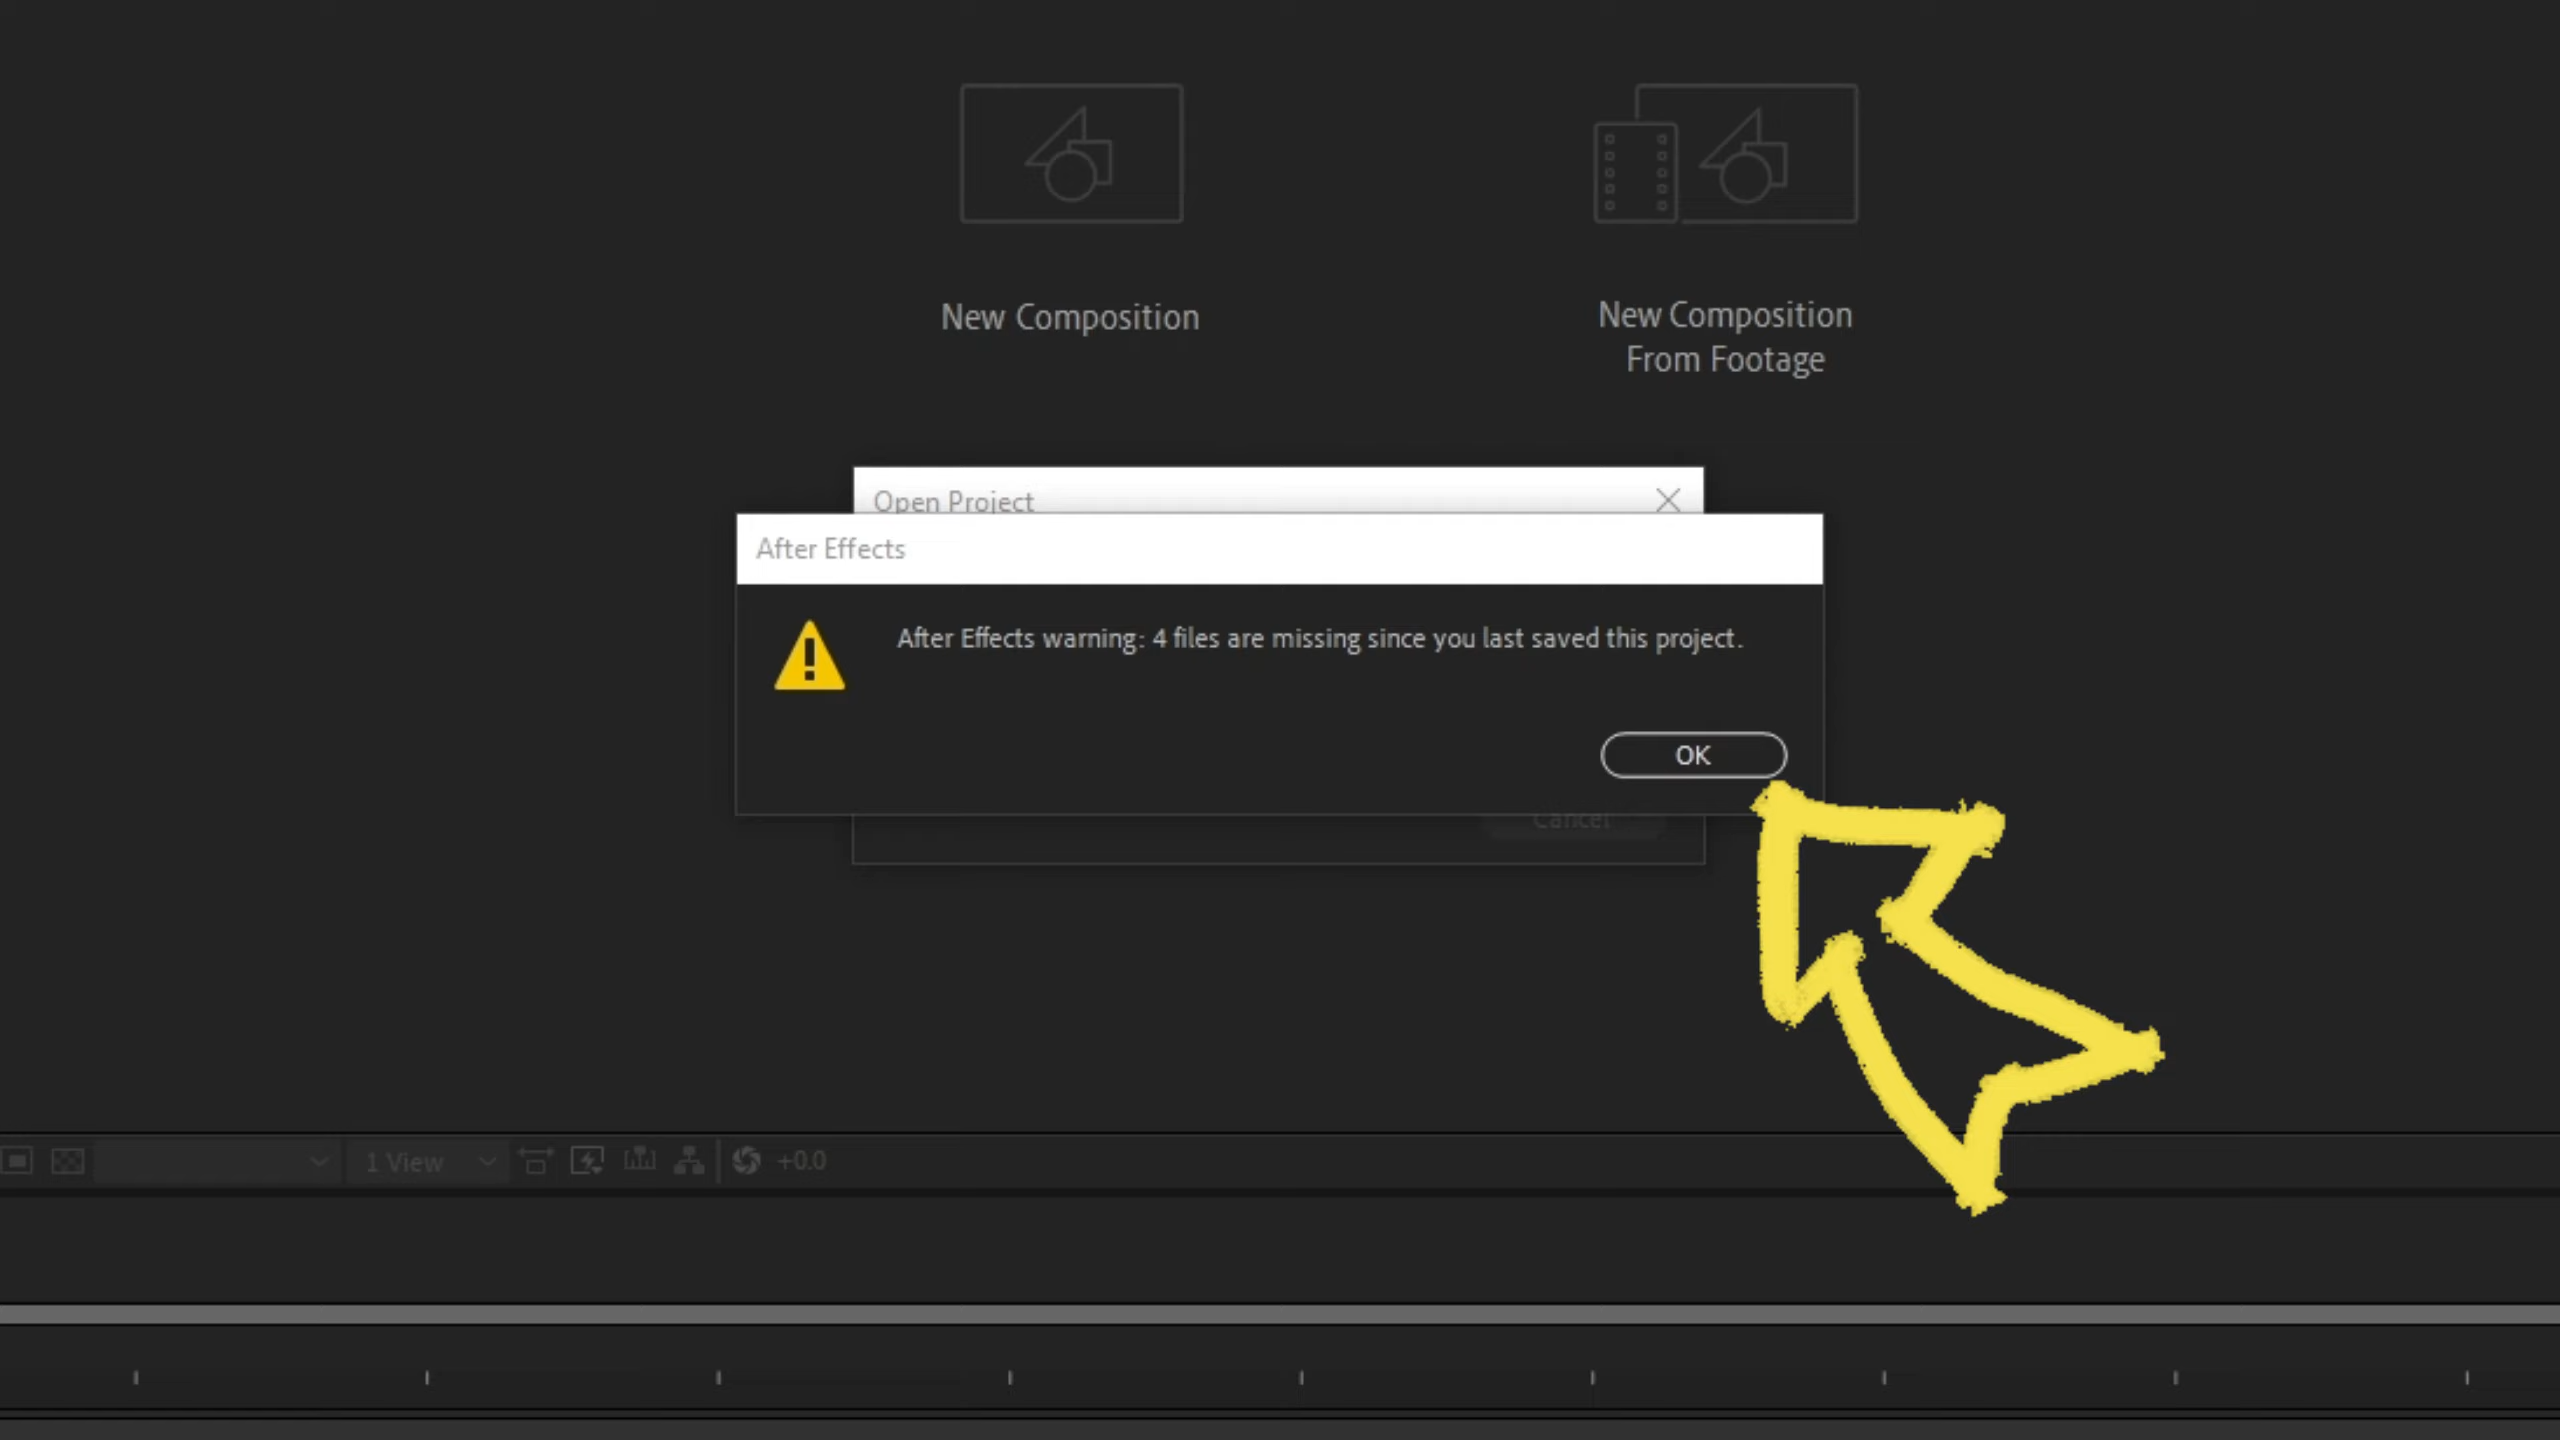 New Composition
New Composition
From Footage
Open Project
After Effects
After Effects warning: 4 files are missing since you last saved this project.
OK
Cancel
1 View
+0.0